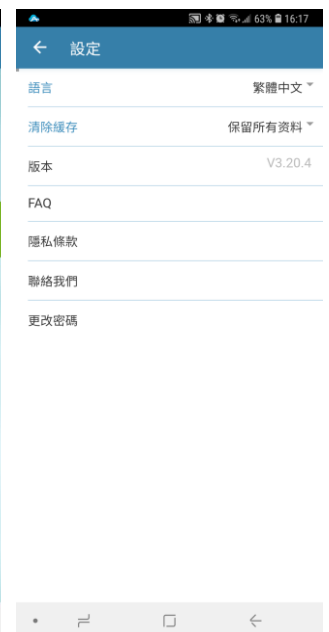 63% 16:17
設定
語言 繁體中文
清除緩存 保留所有资料
版本 V3.20.4
FAQ
隱私條款
聯絡我們
更改密碼